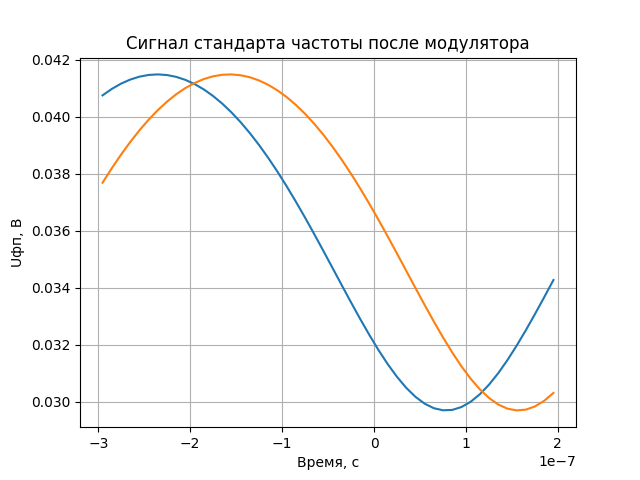 Сигнал стандарта частоты после модулятора
0.042
0.040
0.038
0.036
0.034
0.032
0.030
Uфп, В
−3 −2 −1 0 1 2
1e−7
Время, с